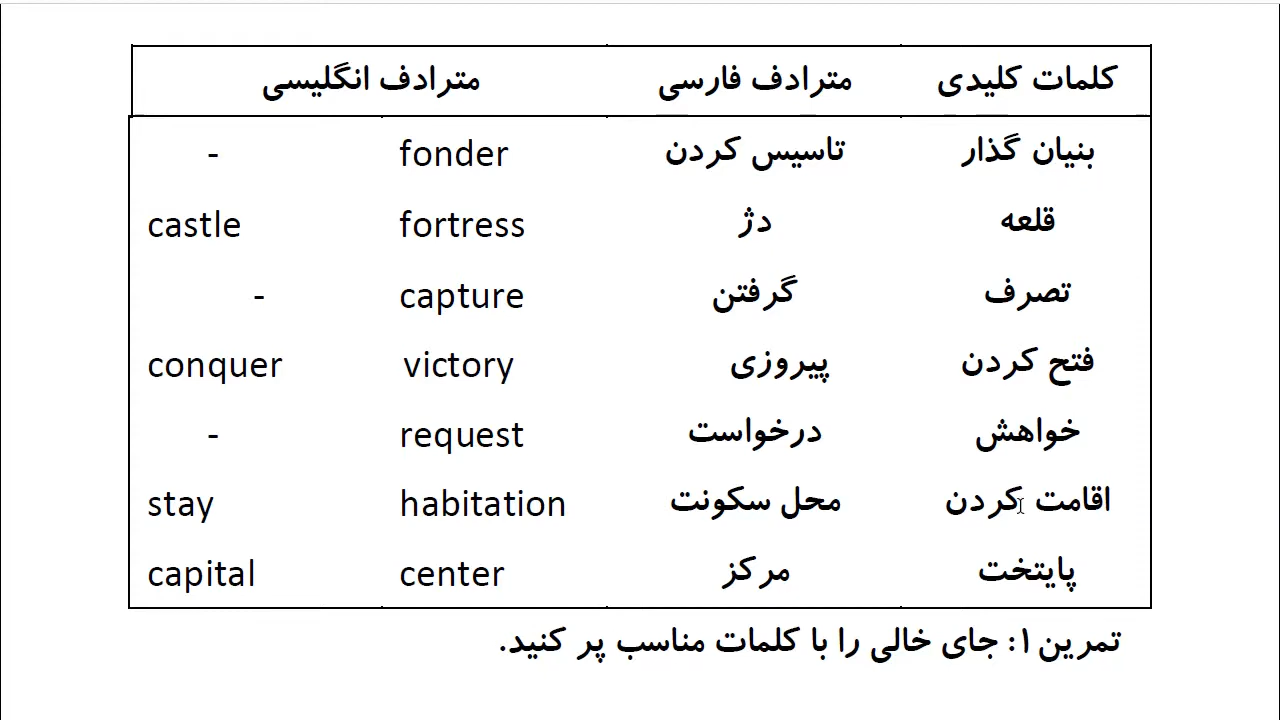 کلمات کلیدی مترادف فارسی مترادف انگلیسی
بنیان گذار تاسیس کردن fonder -
قلعه دژ fortress castle
تصرف گرفتن capture -
فتح کردن پیروزی victory conquer
خواهش درخواست request -
اقامت کردن محل سکونت habitation stay
پایتخت مرکز center capital
تمرین۱: جای خالی را با کلمات مناسب پر کنید.